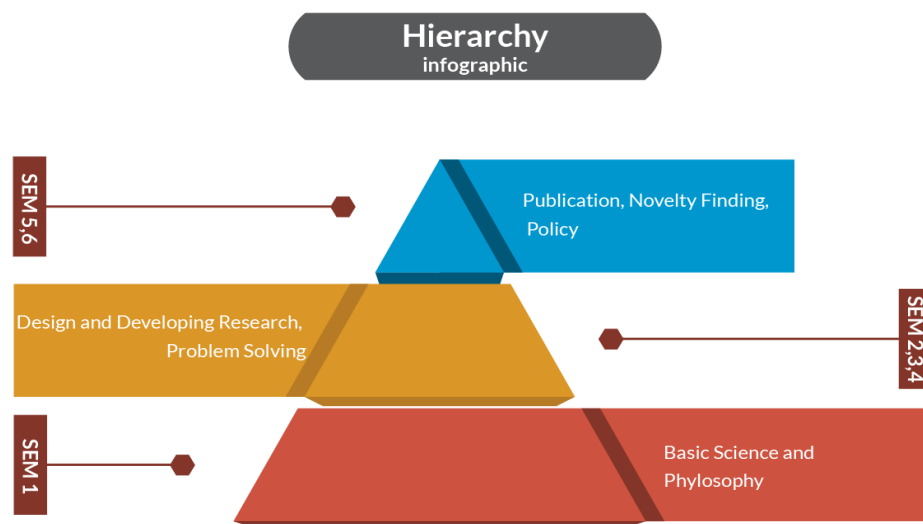 Hierarchy
infographic
SEM 5,6
Publication, Novelty Finding,
Policy
Design and Developing Research,
Problem Solving
SEM 2,3,4
SEM 1
Basic Science and
Phylosophy